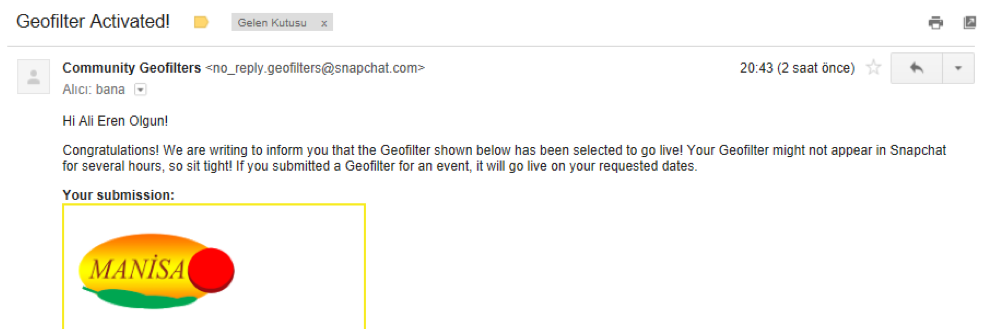 Geofilter Activated!
Gelen Kutusu x
Community Geofilters <no_reply.geofilters@snapchat.com>
20:43 (2 saat önce)
Alıcı: bana
Hi Ali Eren Olgun!
Congratulations! We are writing to inform you that the Geofilter shown below has been selected to go live! Your Geofilter might not appear in Snapchat
for several hours, so sit tight! If you submitted a Geofilter for an event, it will go live on your requested dates.
Your submission:
MANİSA